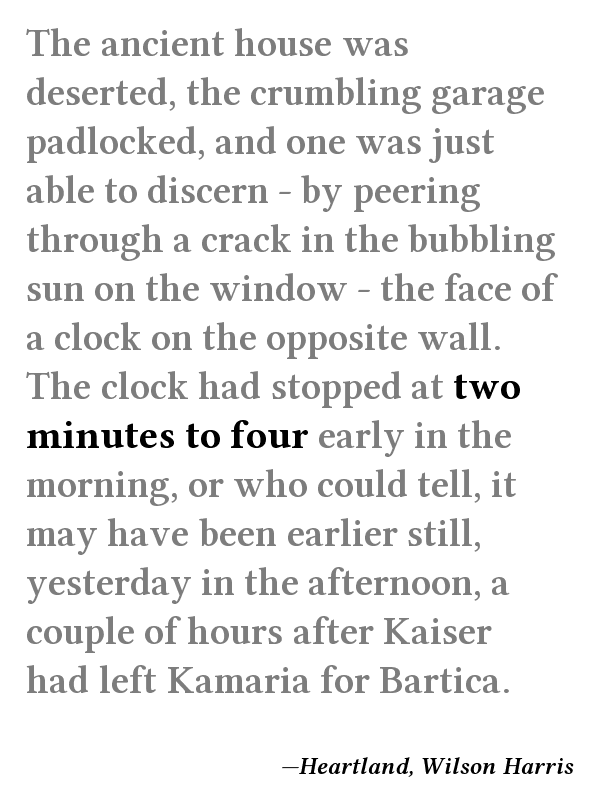 The ancient house was
deserted, the crumbling garage
padlocked, and one was just
able to discern - by peering
through a crack in the bubbling
sun on the window - the face of
a clock on the opposite wall.
The clock had stopped at two
minutes to four early in the
morning, or who could tell, it
may have been earlier still,
yesterday in the afternoon, a
couple of hours after Kaiser
had left Kamaria for Bartica.
—Heartland, Wilson Harris